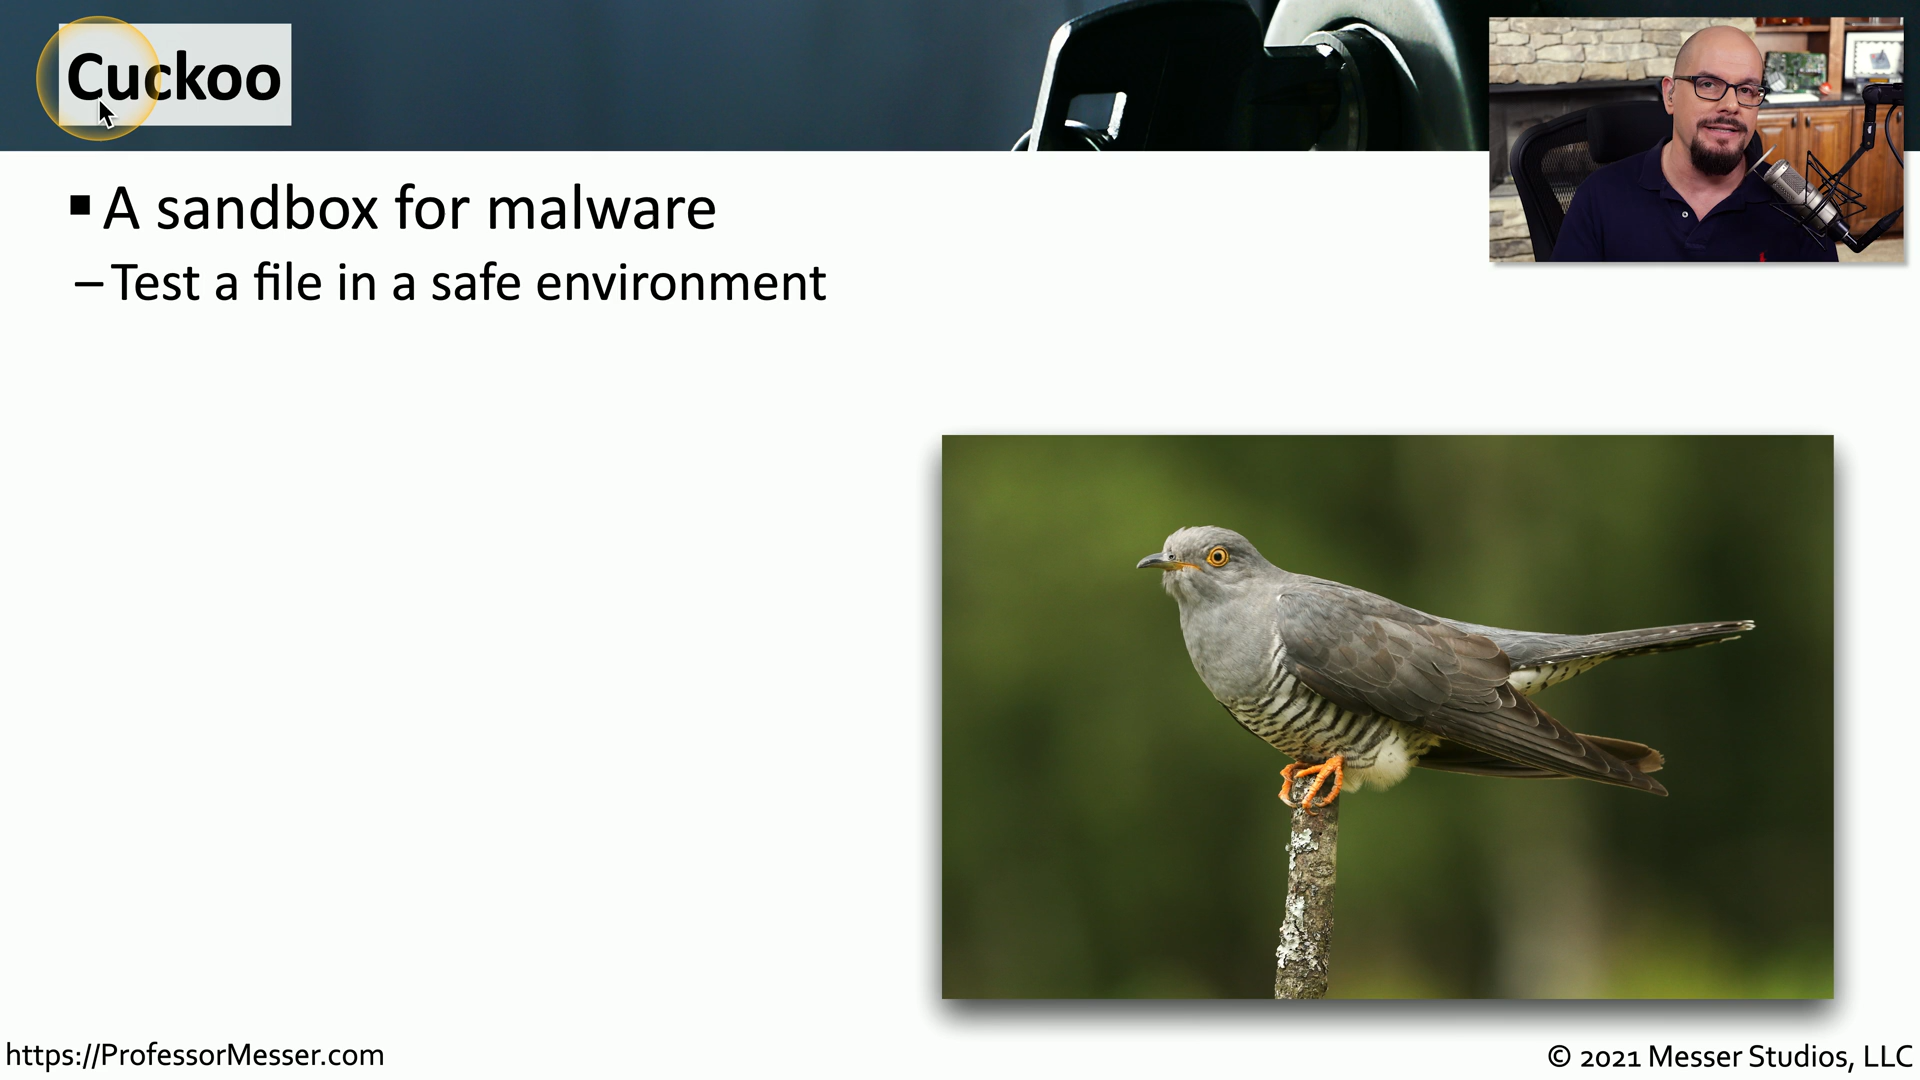 Cuckoo
▪ A sandbox for malware
– Test a file in a safe environment
https://ProfessorMesser.com
© 2021 Messer Studios, LLC